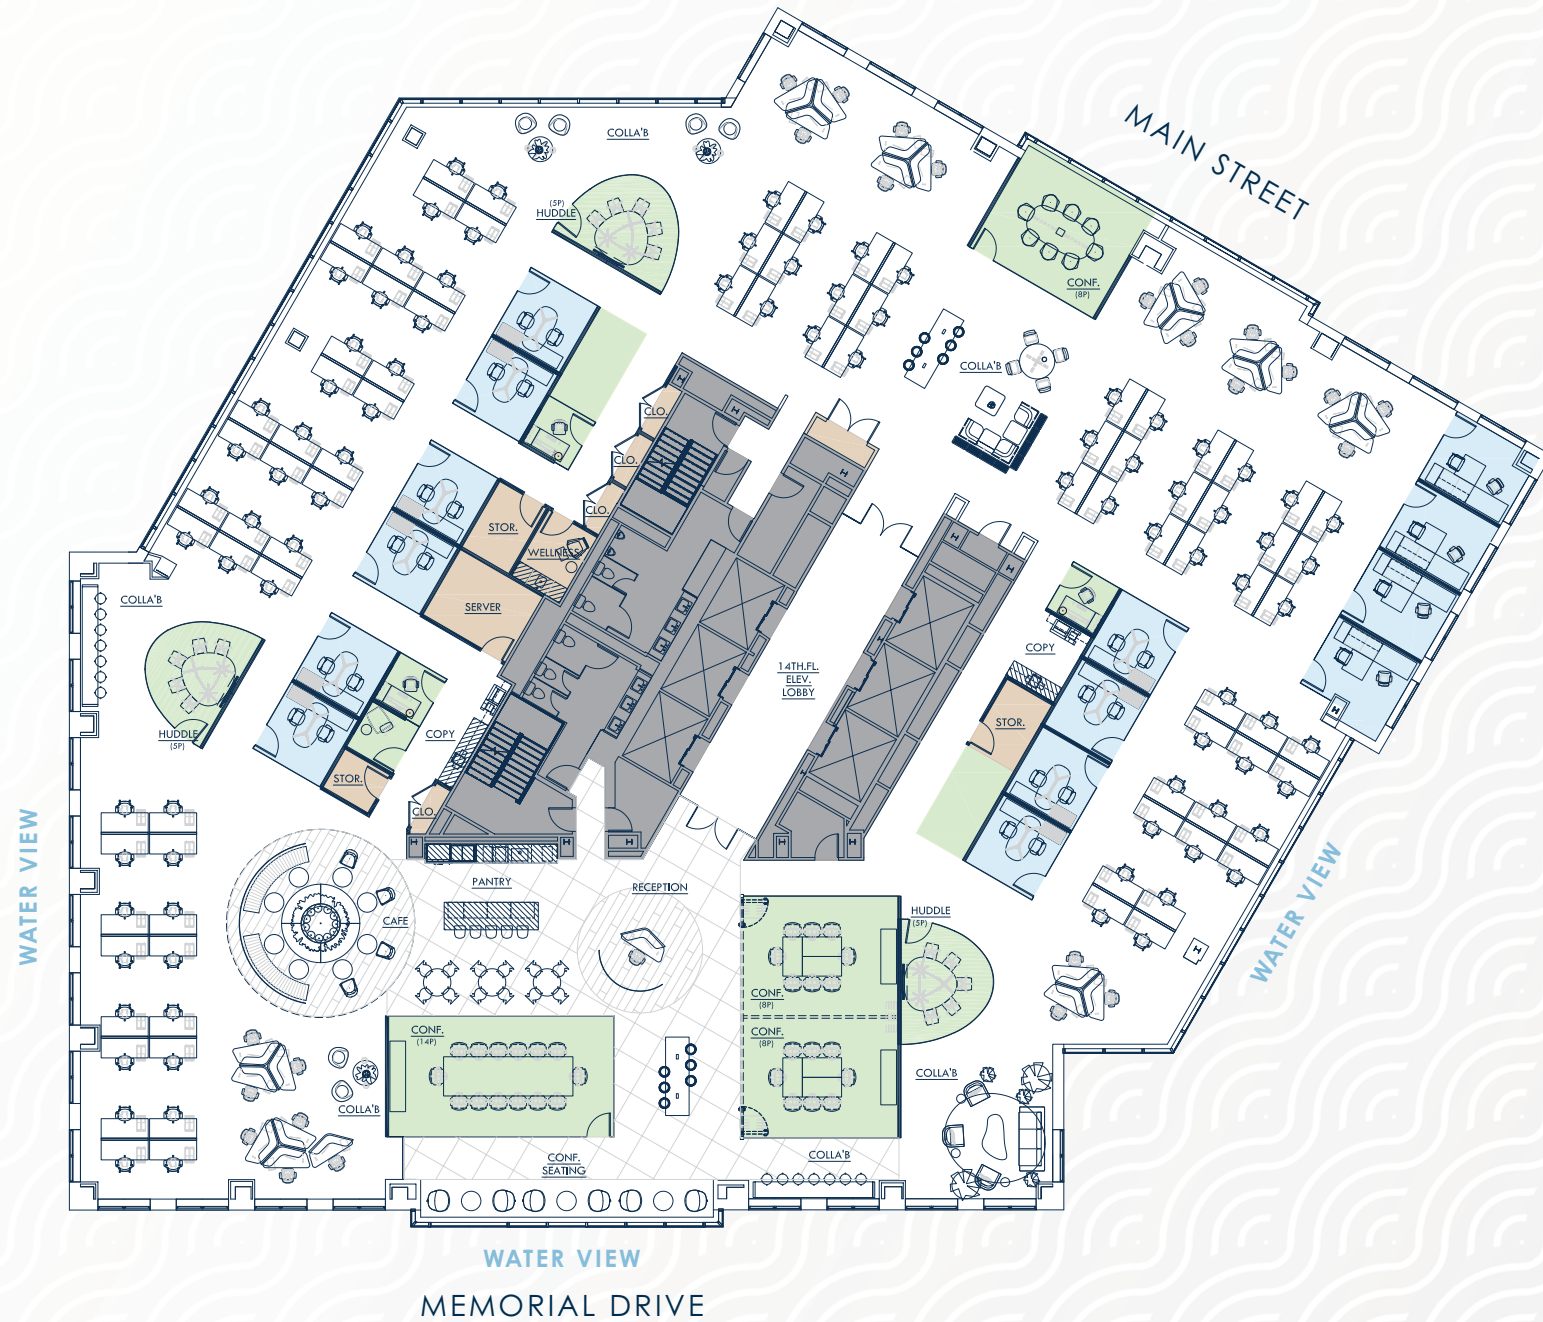 MAIN STREET
COLLA'B
(5P)
HUDDLE
CONF.
(8P)
COLLA'B
CLO.
CLO.
CLO.
STOR.
WELLNESS
SERVER
COLLA'B
HUDDLE
(5P)
COPY
STOR.
CLO.
14TH.FL.
ELEV.
LOBBY
COPY
STOR.
H
H
H
H
H
H
H
H
H
H
H
H
PANTRY
RECEPTION
CAFE
HUDDLE
(5P)
CONF.
(8P)
CONF.
(8P)
CONF.
(14P)
COLLA'B
COLLA'B
CONF.
SEATING
COLLA'B
WATER VIEW
WATER VIEW
WATER VIEW
MEMORIAL DRIVE